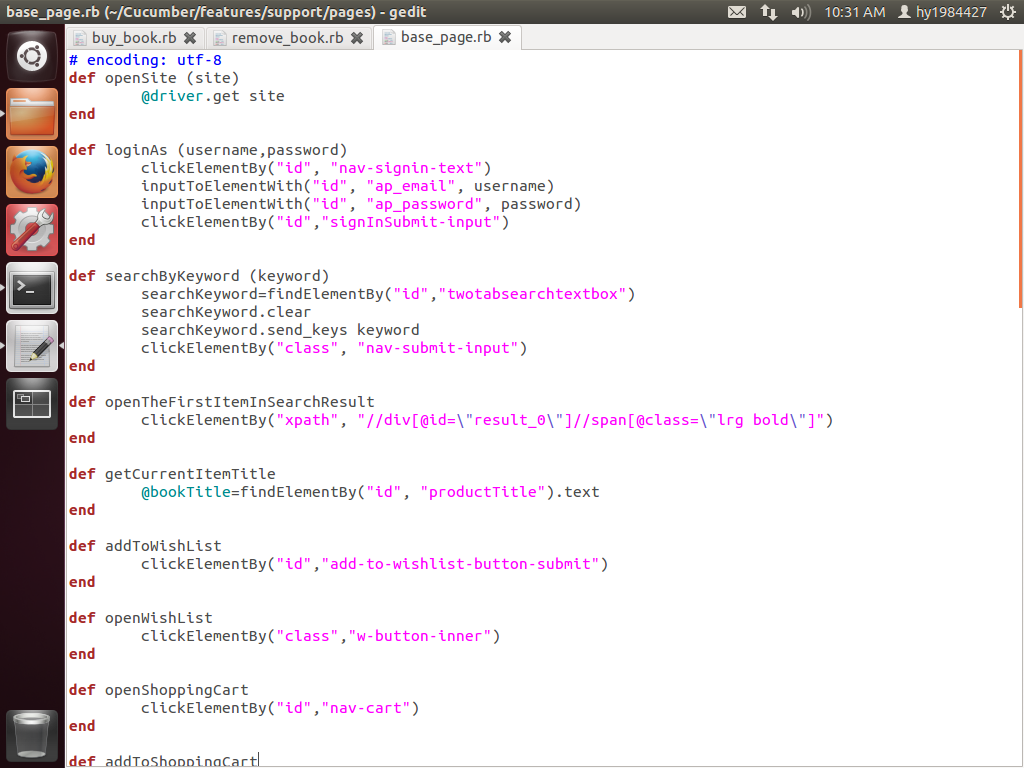 base_page.rb (~/Cucumber/features/support/pages) - gedit
10:31 AM
hy1984427
buy_book.rb
remove_book.rb
base_page.rb
# encoding: utf-8
def openSite (site)
        @driver.get site
end

def loginAs (username,password)
        clickElementBy("id", "nav-signin-text")
        inputToElementWith("id", "ap_email", username)
        inputToElementWith("id", "ap_password", password)
        clickElementBy("id","signInSubmit-input")
end

def searchByKeyword (keyword)
        searchKeyword=findElementBy("id","twotabsearchtextbox")
        searchKeyword.clear
        searchKeyword.send_keys keyword
        clickElementBy("class", "nav-submit-input")
end

def openTheFirstItemInSearchResult
        clickElementBy("xpath", "//div[@id=\"result_0\"]//span[@class=\"lrg bold\"]")
end

def getCurrentItemTitle
        @bookTitle=findElementBy("id", "productTitle").text
end

def addToWishList
        clickElementBy("id","add-to-wishlist-button-submit")
end

def openWishList
        clickElementBy("class","w-button-inner")
end

def openShoppingCart
        clickElementBy("id","nav-cart")
end

def addToShoppingCart